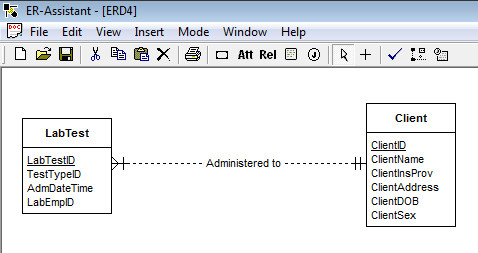 ER-Assistant - [ERD4]
File Edit View Insert Mode Window Help
Att Rel
LabTest
LabTestID
TestTypeID
AdmDateTime
LabEmpID
Administered to
Client
ClientID
ClientName
ClientInsProv
ClientAddress
ClientDOB
ClientSex